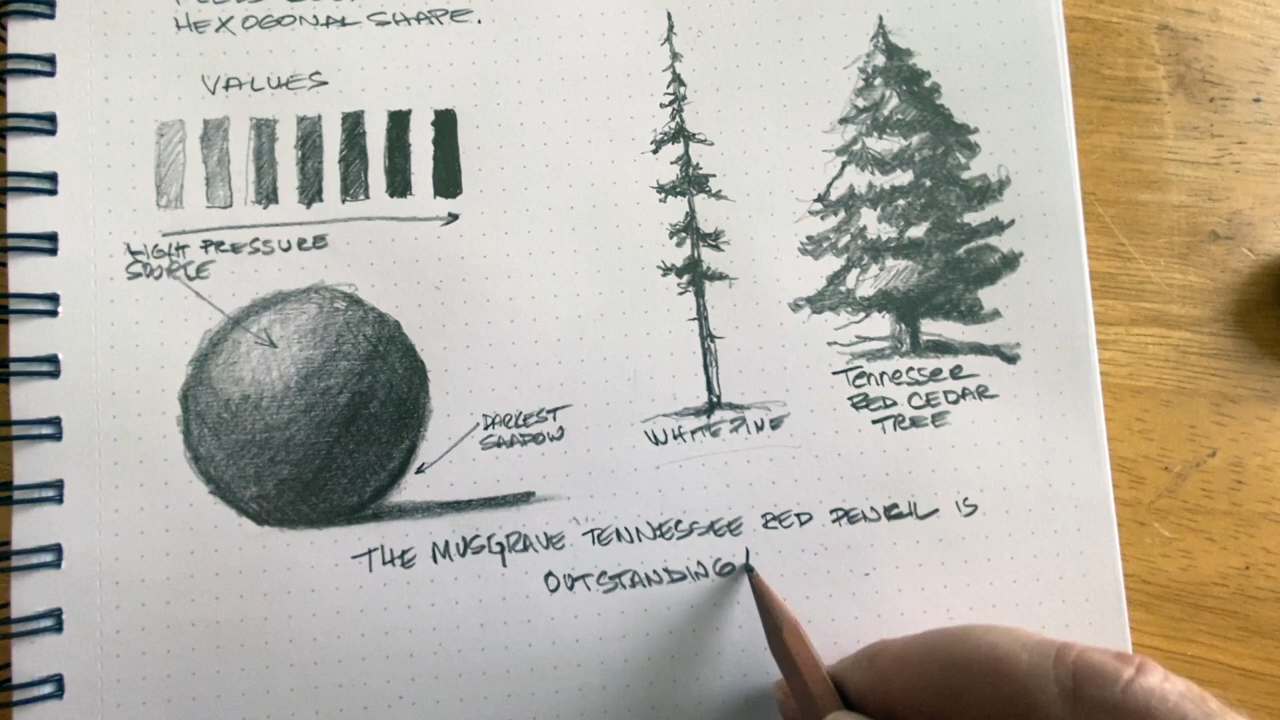 HEXOGONAL SHAPE.
VALUES
LIGHT PRESSURE
SOURCE
DARKEST
SHADOW
WHITE PINE
Tennessee
RED CEDAR
TREE
THE MUSGRAVE TENNESSEE RED PENCIL IS
OUTSTANDING!